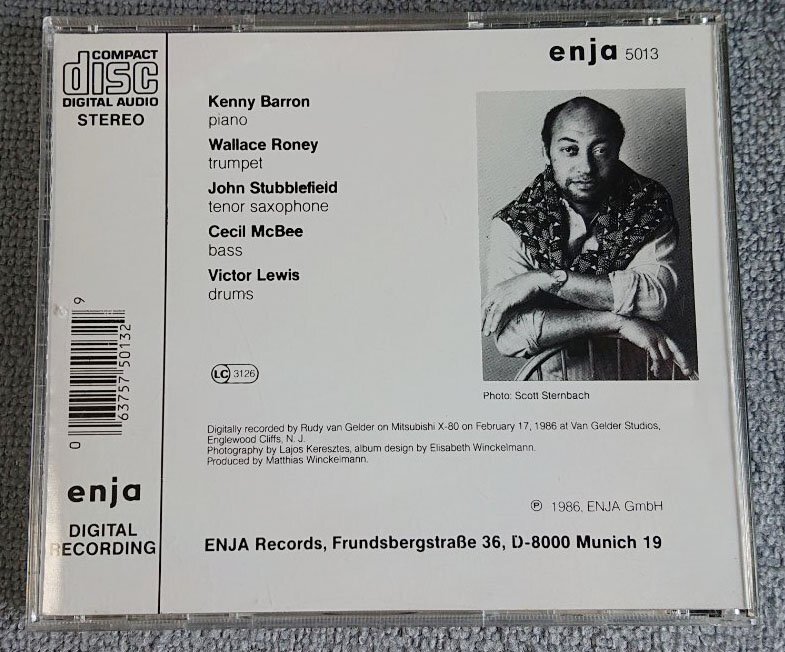 COMPACT
disc
DIGITAL AUDIO
STEREO
enja 5013
Kenny Barron
piano
Wallace Roney
trumpet
John Stubblefield
tenor saxophone
Cecil McBee
bass
Victor Lewis
drums
LC 3126
Photo: Scott Sternbach
Digitally recorded by Rudy van Gelder on Mitsubishi X-80 on February 17, 1986 at Van Gelder Studios,
Englewood Cliffs, N. J.
Photography by Lajos Keresztes, album design by Elisabeth Winckelmann.
Produced by Matthias Winckelmann.
℗ 1986, ENJA GmbH
ENJA Records, Frundsbergstraße 36, D-8000 Munich 19
0 63757 50132 9
enja
DIGITAL
RECORDING